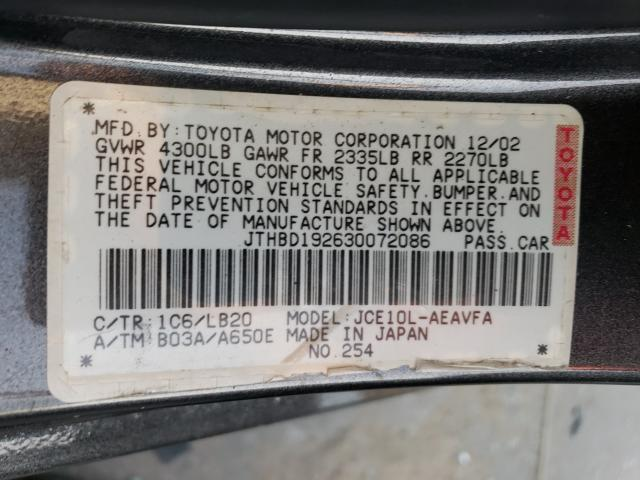 MFD.BY:TOYOTA MOTOR CORPORATION 12/02
GVWR 4300LB GAWR FR 2335LB RR 2270LB
THIS VEHICLE CONFORMS TO ALL APPLICABLE
FEDERAL MOTOR VEHICLE SAFETY.BUMPER.AND
THEFT PREVENTION STANDARDS IN EFFECT ON
THE DATE OF MANUFACTURE SHOWN ABOVE.
JTHBD192630072086 PASS.CAR
TOYOTA
C/TR:1C6/LB20 MODEL:JCE10L-AEAVFA
A/TM:B03A/A650E MADE IN JAPAN
NO.254